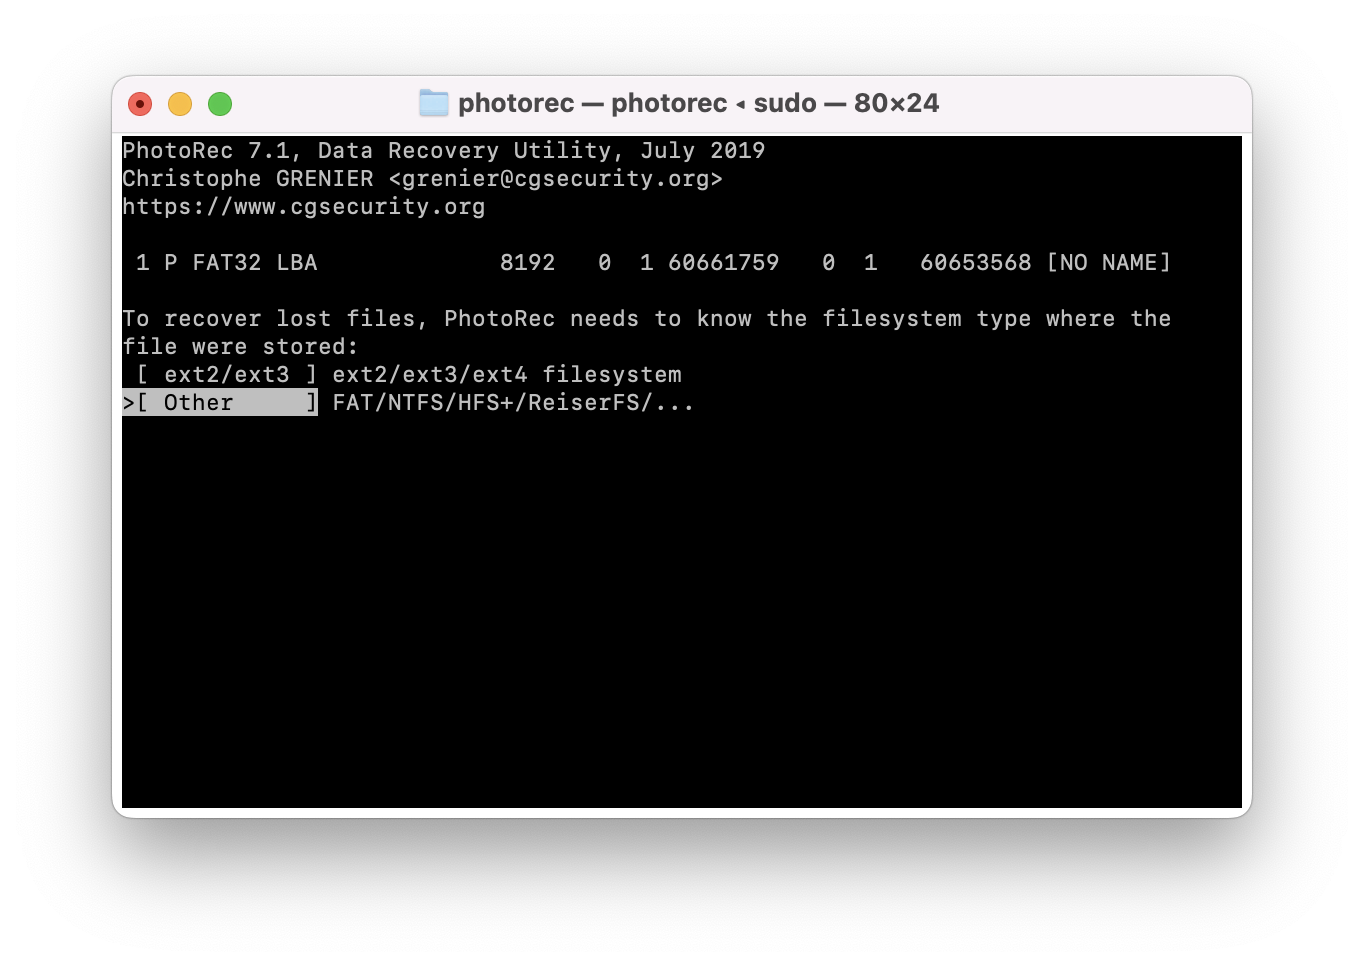 photorec — photorec ◂ sudo — 80×24
PhotoRec 7.1, Data Recovery Utility, July 2019
Christophe GRENIER <grenier@cgsecurity.org>
https://www.cgsecurity.org
1 P FAT32 LBA             8192   0  1 60661759   0  1   60653568 [NO NAME]
To recover lost files, PhotoRec needs to know the filesystem type where the
file were stored:
[ ext2/ext3 ] ext2/ext3/ext4 filesystem
>[ Other     ] FAT/NTFS/HFS+/ReiserFS/...